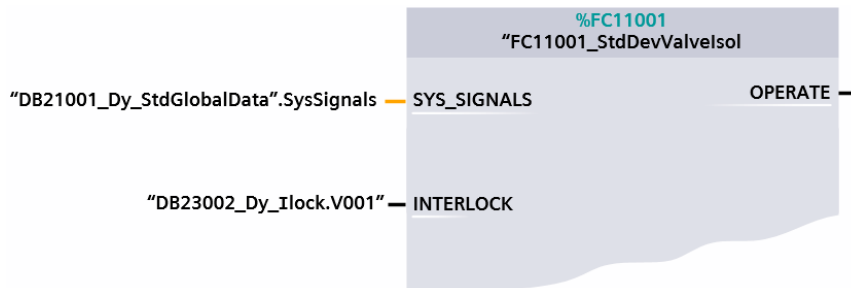 %FC11001
“FC11001_StdDevValveIsol
“DB21001_Dy_StdGlobalData”.SysSignals
SYS_SIGNALS
OPERATE
“DB23002_Dy_Ilock.V001”
INTERLOCK